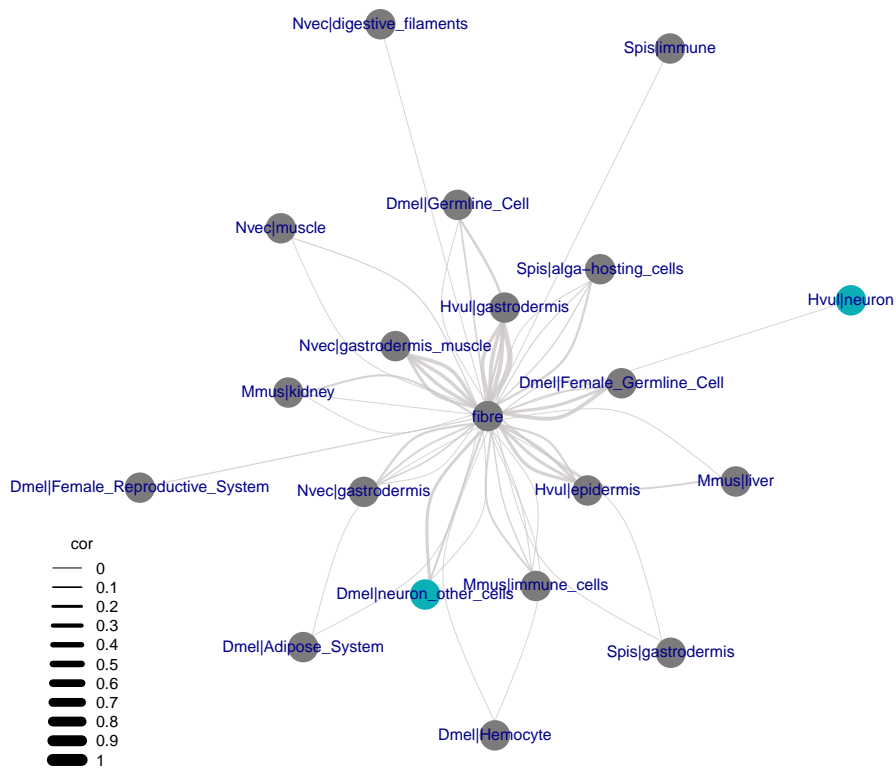 Nvec|digestive_filaments
Spis|immune
Dmel|Germline_Cell
Nvec|muscle
Spis|alga-hosting_cells
Hvul|neuron
Hvul|gastrodermis
Nvec|gastrodermis_muscle
Dmel|Female_Germline_Cell
Mmus|kidney
fibre
Mmus|liver
Dmel|Female_Reproductive_System
Nvec|gastrodermis
Hvul|epidermis
Mmus|immune_cells
Dmel|neuron_other_cells
Dmel|Adipose_System
Spis|gastrodermis
Dmel|Hemocyte
cor
0
0.1
0.2
0.3
0.4
0.5
0.6
0.7
0.8
0.9
1